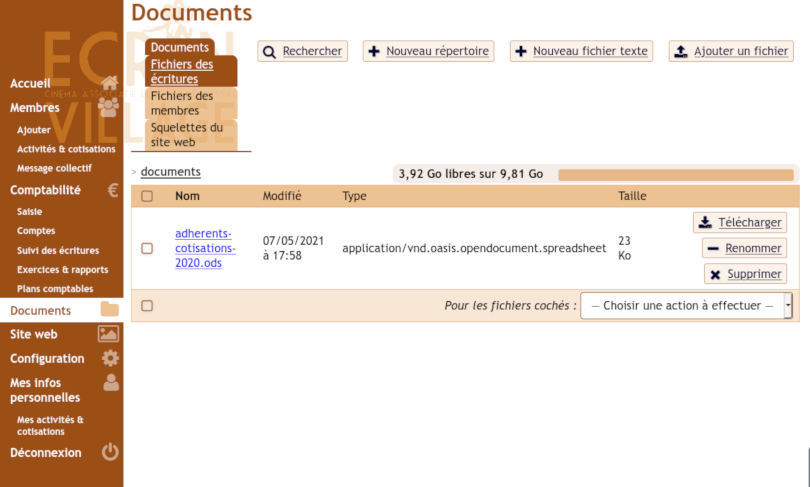 Documents
ECRAN
VILLAGE
Accueil
Membres
Ajouter
Activités & cotisations
Message collectif
Comptabilité
Saisie
Comptes
Suivi des écritures
Exercices & rapports
Plans comptables
Documents
Site web
Configuration
Mes infos
personnelles
Mes activités &
cotisations
Déconnexion
Documents
Fichiers des
écritures
Fichiers des
membres
Squelettes du
site web
Rechercher
Nouveau répertoire
Nouveau fichier texte
Ajouter un fichier
> documents
3,92 Go libres sur 9,81 Go
Nom Modifié Type Taille
adherents-
cotisations-
2020.ods
07/05/2021
à 17:58
application/vnd.oasis.opendocument.spreadsheet
23
Ko
Télécharger
Renommer
Supprimer
Pour les fichiers cochés : — Choisir une action à effectuer —